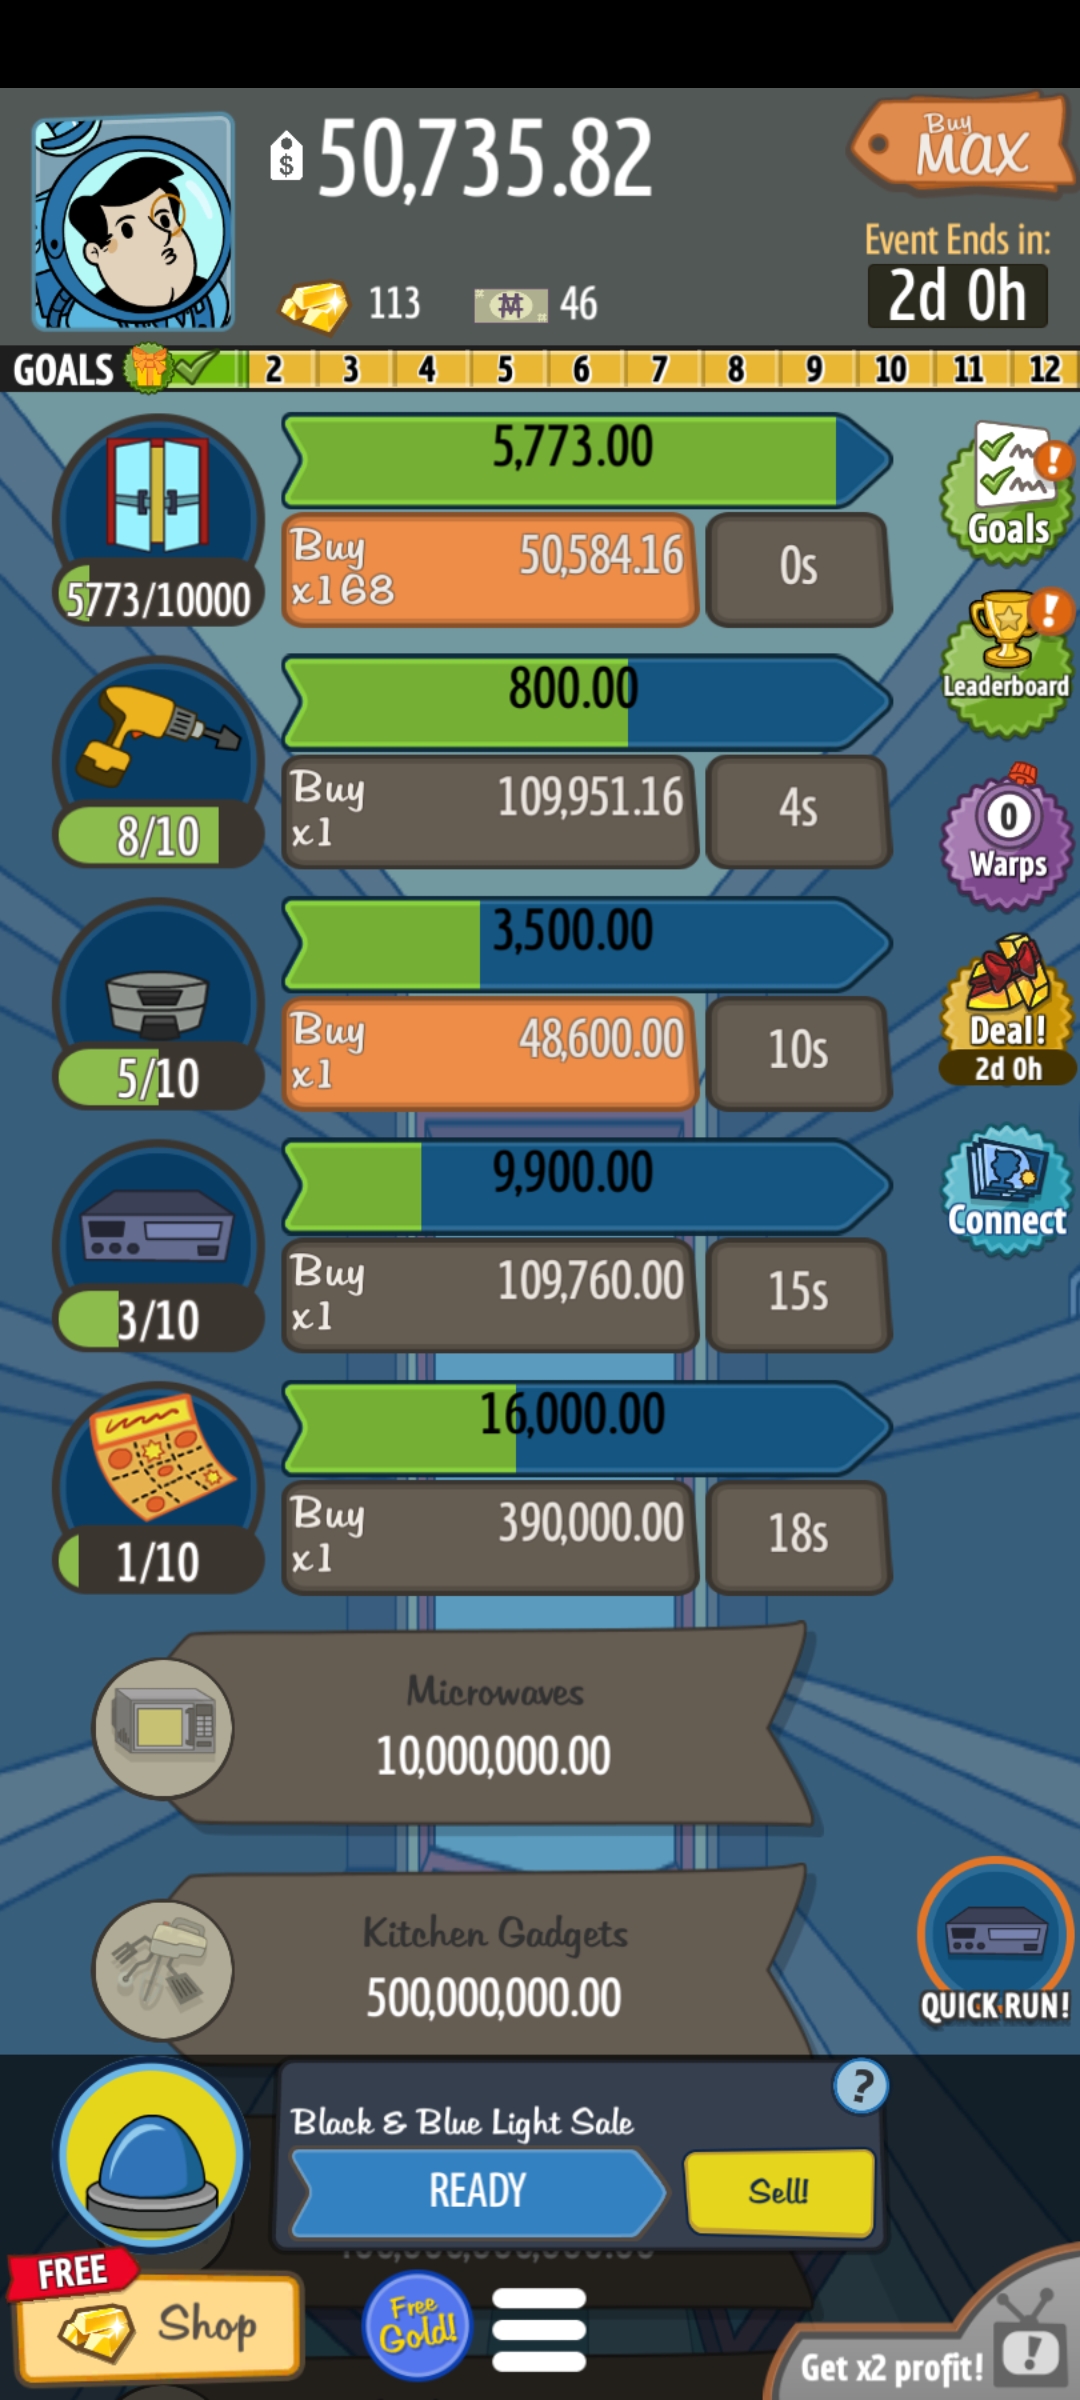 $ 50,735.82
Buy
MAX
Event Ends in:
2d 0h
113
46
GOALS 2 3 4 5 6 7 8 9 10 11 12
5,773.00
Buy
x168
50,584.16
0s
5773/10000
Goals
Leaderboard
800.00
Buy
x1
109,951.16
4s
8/10
0
Warps
3,500.00
Buy
x1
48,600.00
10s
5/10
Deal!
2d 0h
9,900.00
Buy
x1
109,760.00
15s
3/10
Connect
16,000.00
Buy
x1
390,000.00
18s
1/10
Microwaves
10,000,000.00
Kitchen Gadgets
500,000,000.00
QUICK RUN!
Black & Blue Light Sale
?
READY
Sell!
FREE
Shop
Free
Gold!
Get x2 profit!